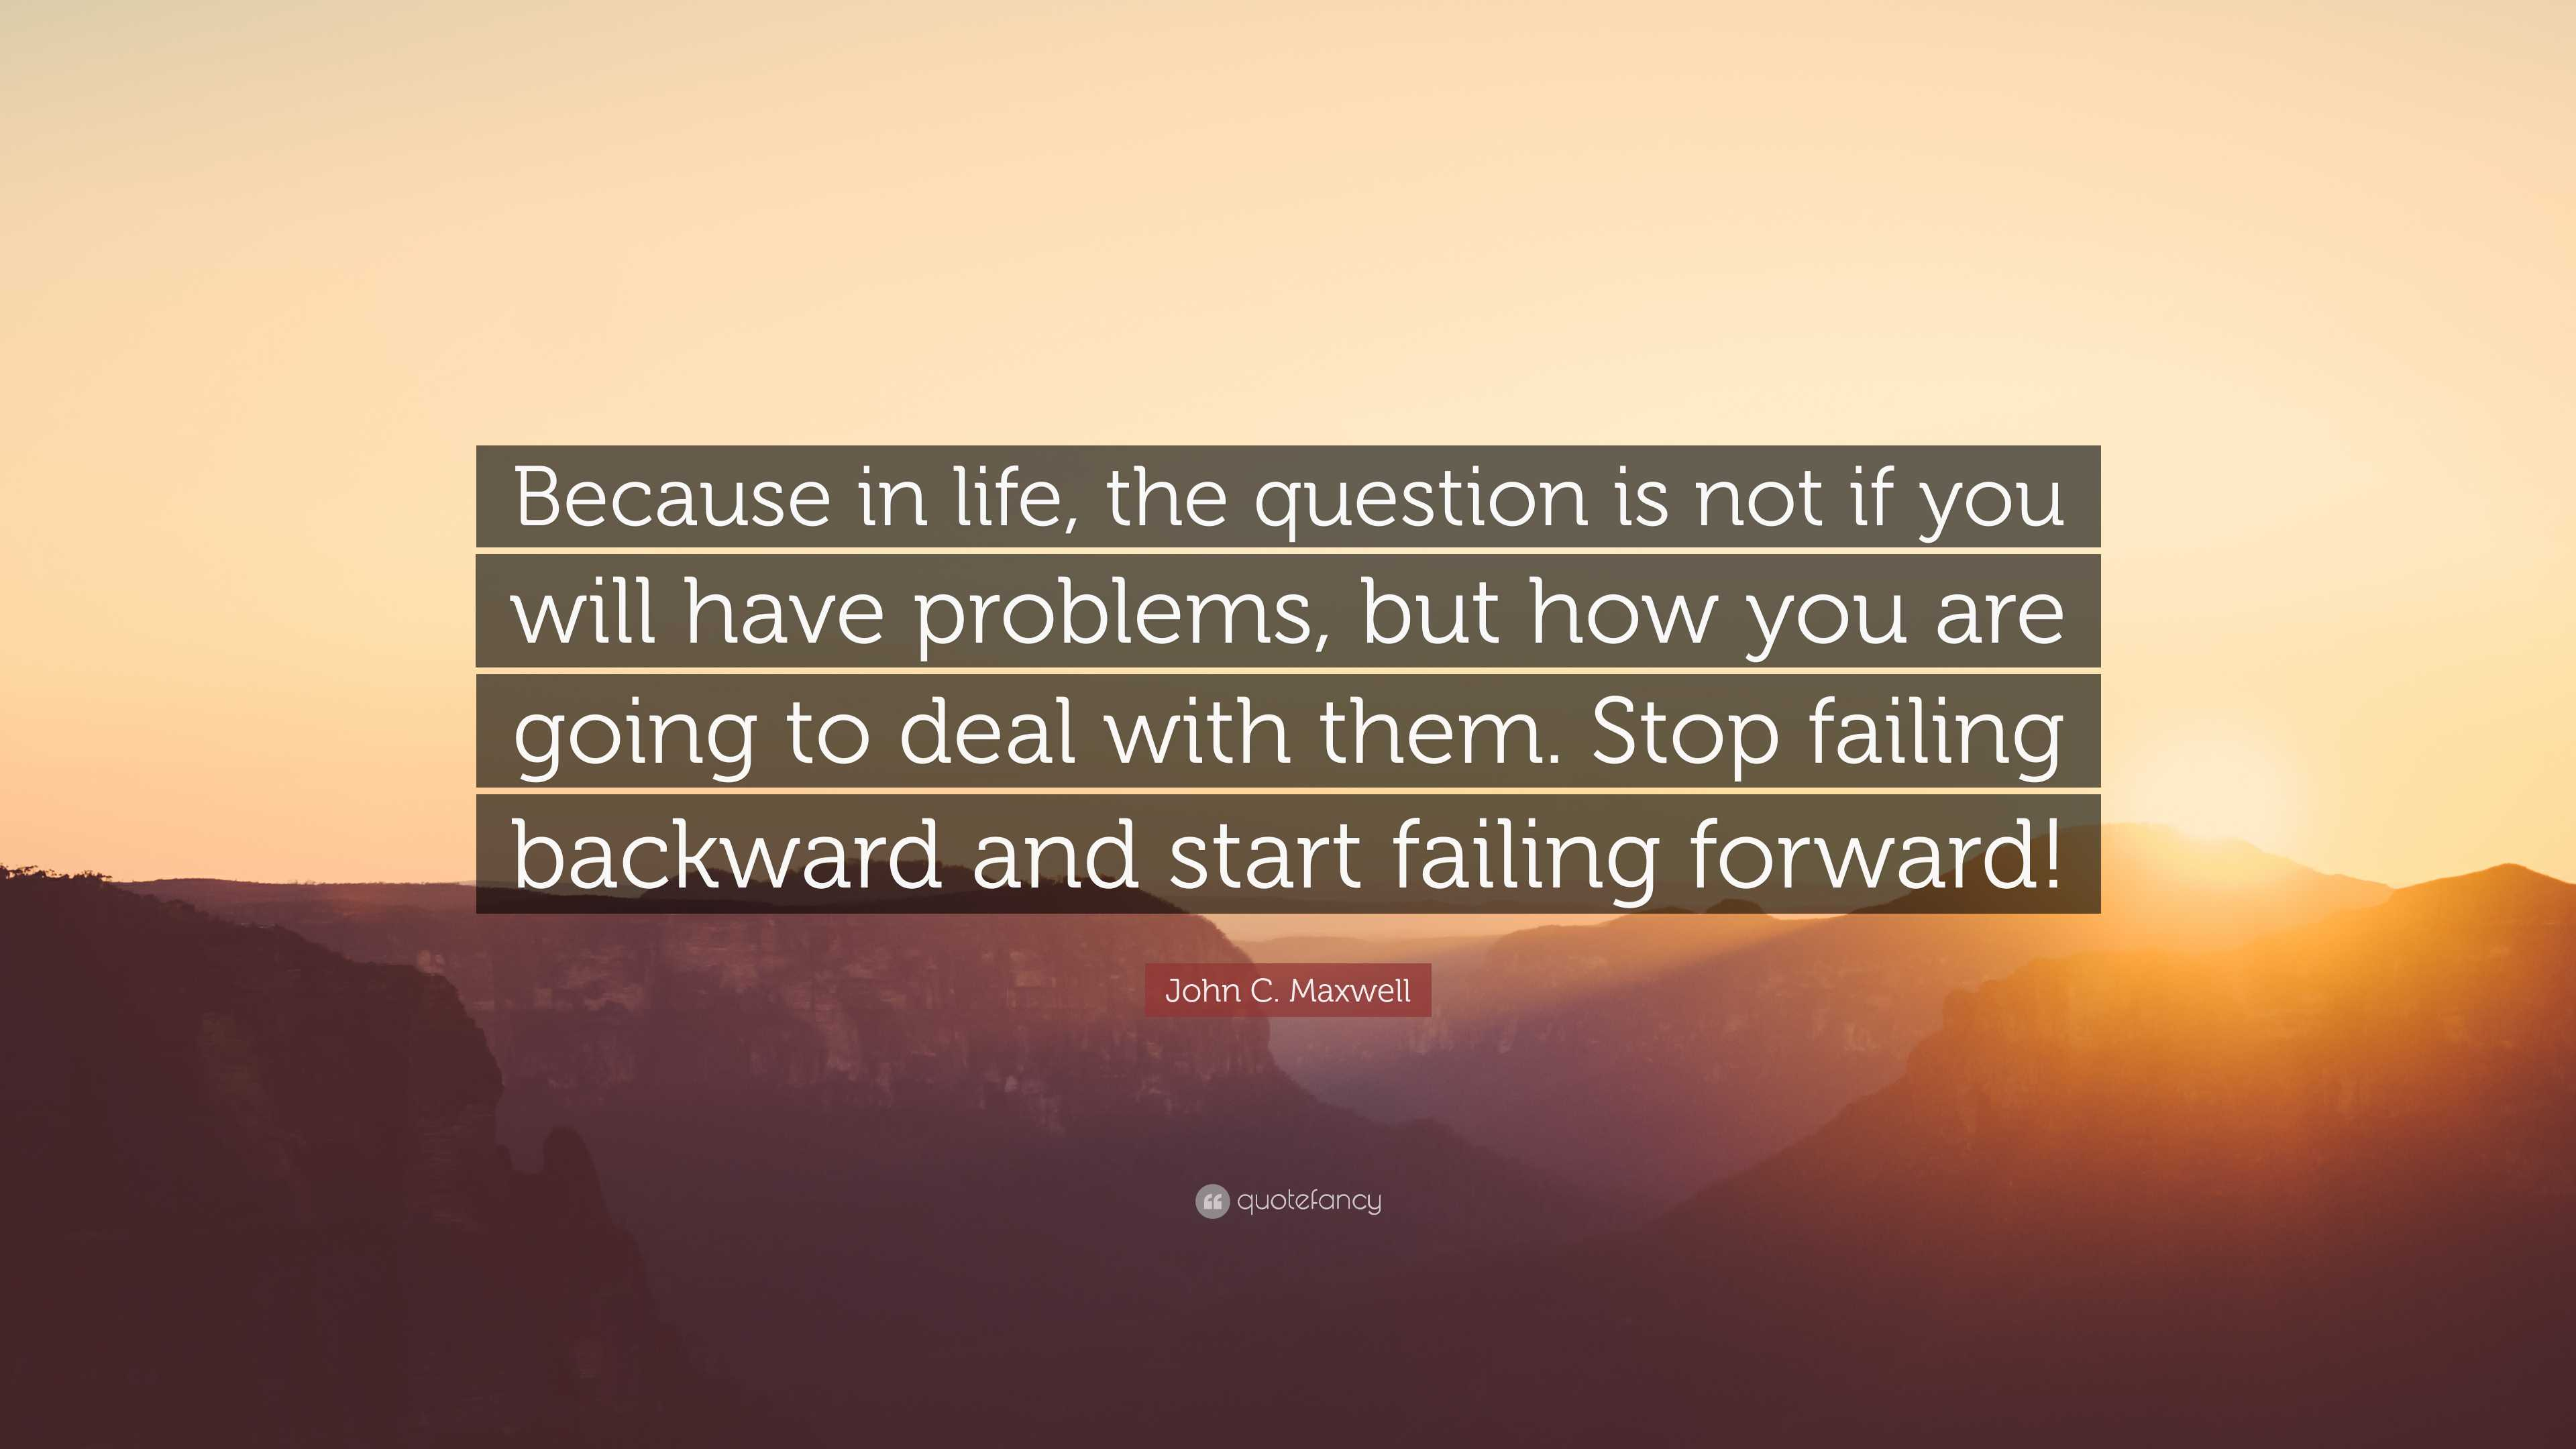 Because in life, the question is not if you
will have problems, but how you are
going to deal with them. Stop failing
backward and start failing forward!
John C. Maxwell
quotefancy